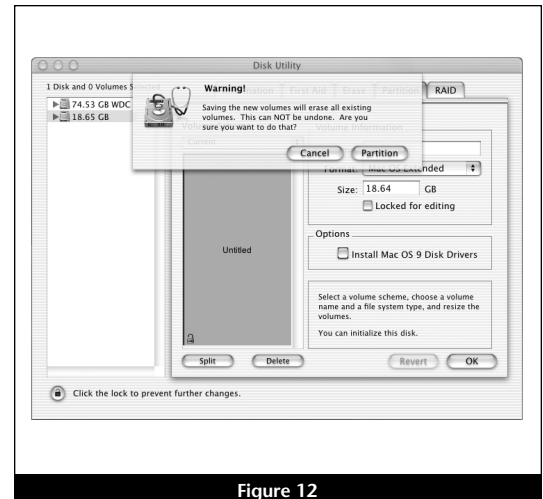 Disk Utility
1 Disk and 0 Volumes Selected
74.53 GB WDC
18.65 GB
Warning!
Saving the new volumes will erase all existing
volumes. This can NOT be undone. Are you
sure you want to do that?
Cancel
Partition
First Aid
Erase
Partition
RAID
Volume Information
Current
Format: Mac OS Extended
Size: 18.64 GB
Locked for editing
Untitled
Options
Install Mac OS 9 Disk Drivers
Select a volume scheme, choose a volume
name and a file system type, and resize the
volumes.
You can initialize this disk.
Split
Delete
Revert
OK
Click the lock to prevent further changes.
Figure 12